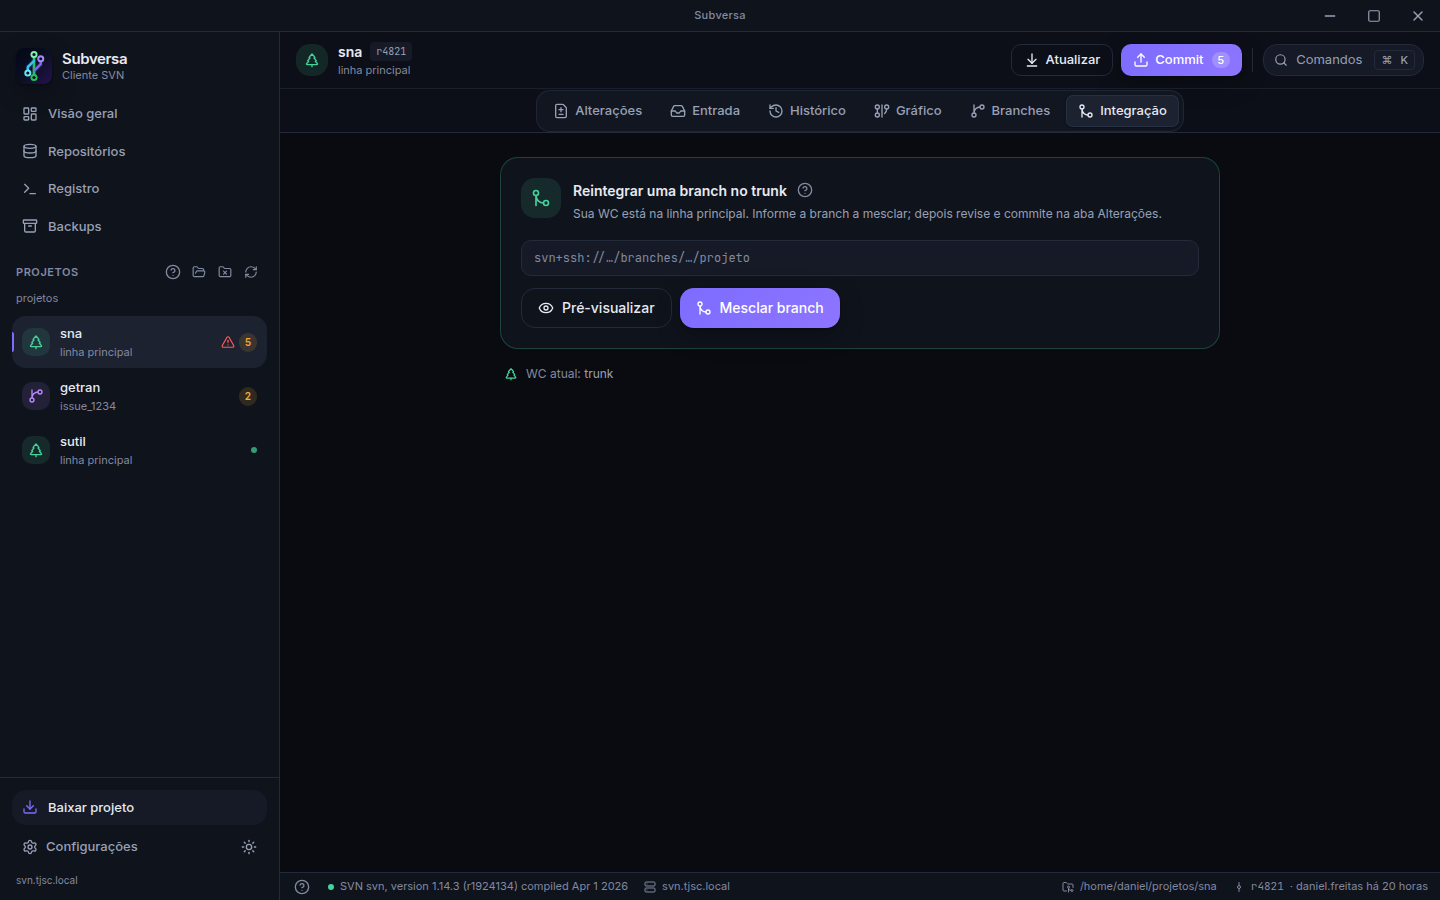 Subversa
Subversa
Cliente SVN
Visão geral
Repositórios
Registro
Backups
PROJETOS
projetos
sna
linha principal
5
getran
issue_1234
2
sutil
linha principal
Baixar projeto
Configurações
svn.tjsc.local
sna r4821
linha principal
Atualizar
Commit 5
Comandos ⌘ K
Alterações
Entrada
Histórico
Gráfico
Branches
Integração
Reintegrar uma branch no trunk
Sua WC está na linha principal. Informe a branch a mesclar; depois revise e commite na aba Alterações.
svn+ssh://…/branches/…/projeto
Pré-visualizar
Mesclar branch
WC atual: trunk
SVN svn, version 1.14.3 (r1924134) compiled Apr 1 2026
svn.tjsc.local
/home/daniel/projetos/sna
r4821 · daniel.freitas há 20 horas